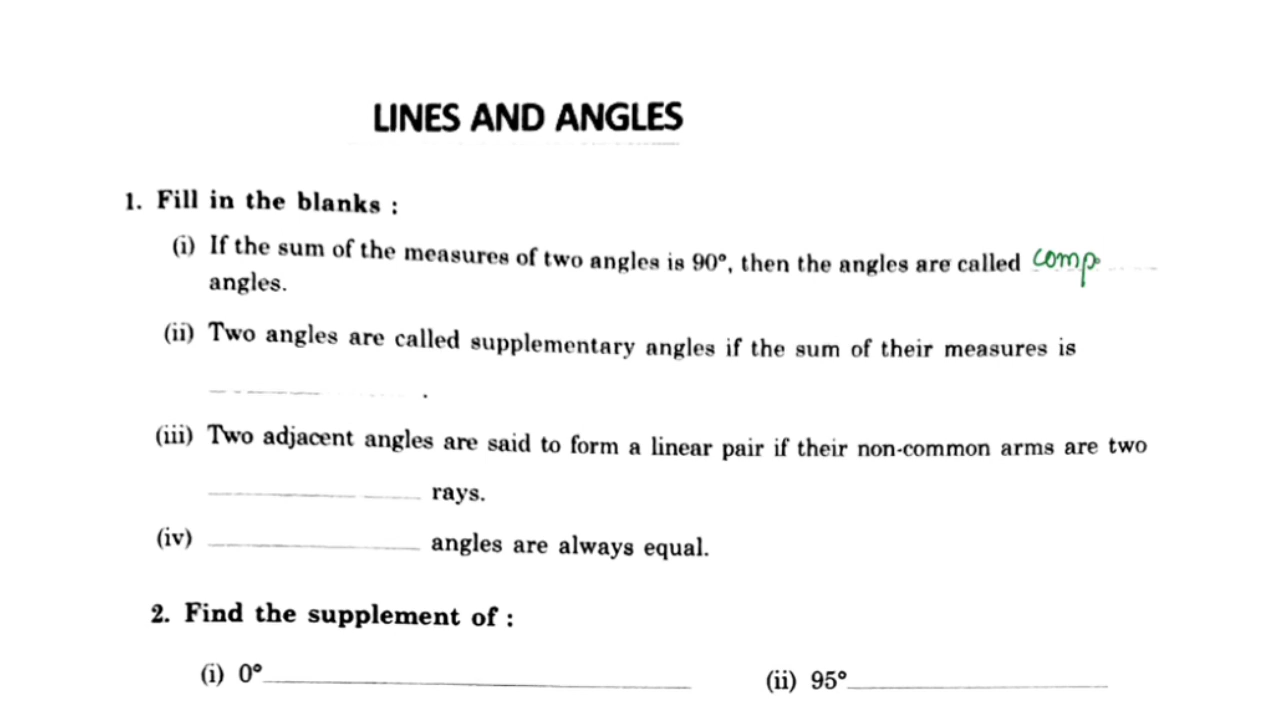 LINES AND ANGLES
1. Fill in the blanks :
(i) If the sum of the measures of two angles is 90°, then the angles are called comp
angles.
(ii) Two angles are called supplementary angles if the sum of their measures is
.
(iii) Two adjacent angles are said to form a linear pair if their non-common arms are two
rays.
(iv) angles are always equal.
2. Find the supplement of :
(i) 0° (ii) 95°